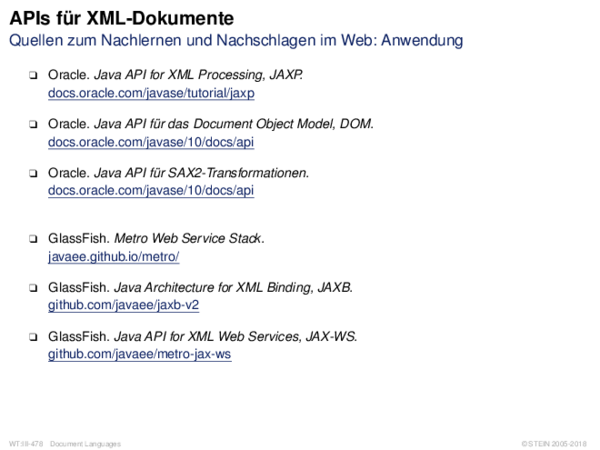 APIs für XML-Dokumente
Quellen zum Nachlernen und Nachschlagen im Web: Anwendung
❑ Oracle. Java API for XML Processing, JAXP.
docs.oracle.com/javase/tutorial/jaxp
❑ Oracle. Java API für das Document Object Model, DOM.
docs.oracle.com/javase/10/docs/api
❑ Oracle. Java API für SAX2-Transformationen.
docs.oracle.com/javase/10/docs/api
❑ GlassFish. Metro Web Service Stack.
javaee.github.io/metro/
❑ GlassFish. Java Architecture for XML Binding, JAXB.
github.com/javaee/jaxb-v2
❑ GlassFish. Java API for XML Web Services, JAX-WS.
github.com/javaee/metro-jax-ws
WT:III-478 Document Languages © STEIN 2005-2018